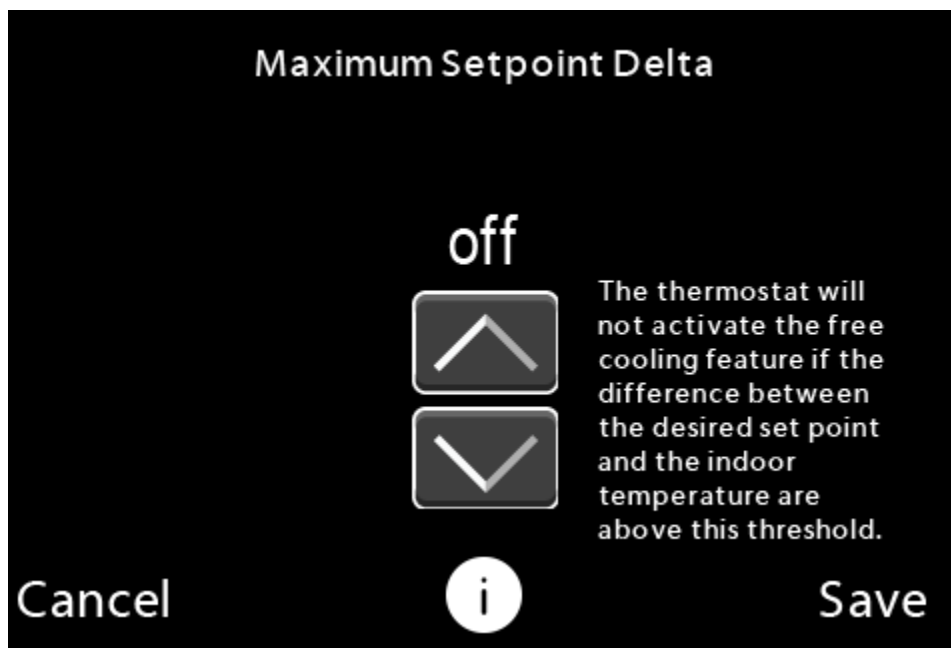 Maximum Setpoint Delta
off
The thermostat will
not activate the free
cooling feature if the
difference between
the desired set point
and the indoor
temperature are
above this threshold.
Cancel
i
Save